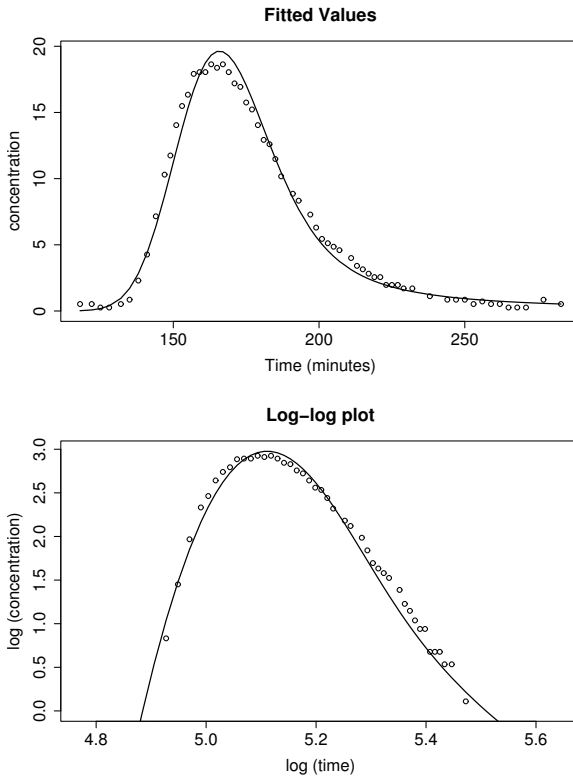 Fitted Values
20
15
10
5
0
concentration
150 200 250
Time (minutes)
Log−log plot
3.0
2.5
2.0
1.5
1.0
0.5
0.0
log (concentration)
4.8 5.0 5.2 5.4 5.6
log (time)